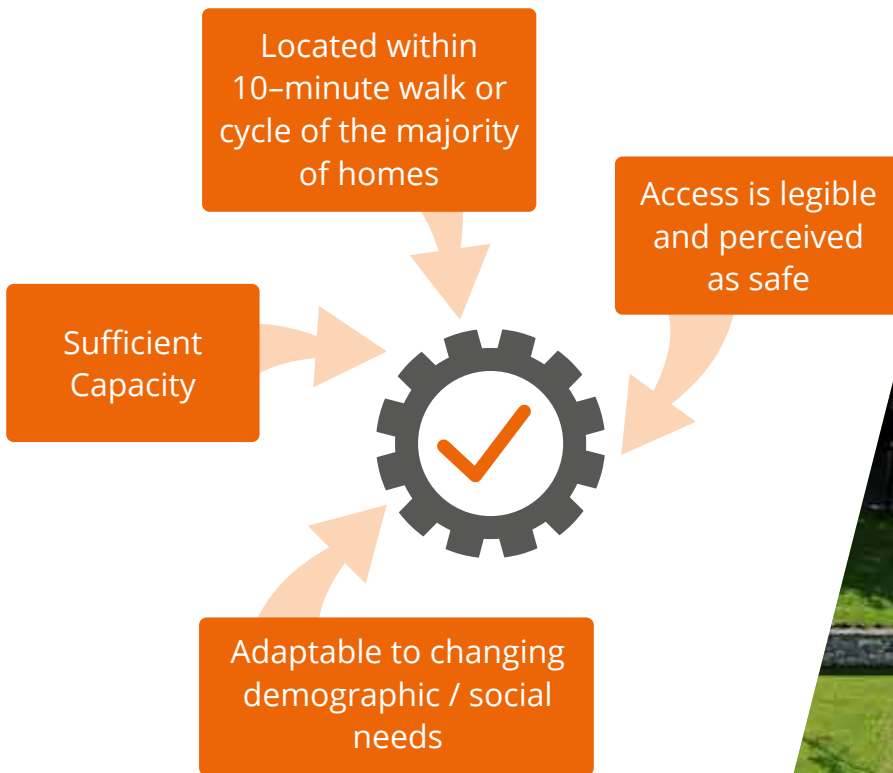 Located within
10–minute walk or
cycle of the majority
of homes
Access is legible
and perceived
as safe
Sufficient
Capacity
Adaptable to changing
demographic / social
needs